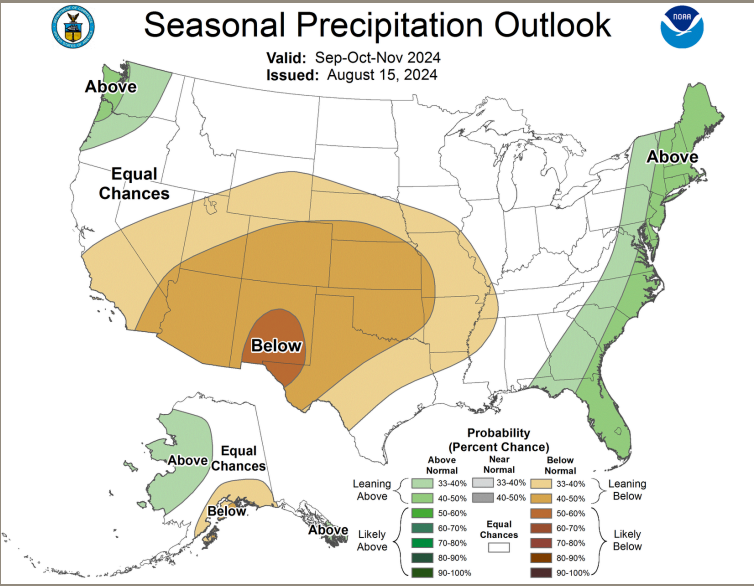 Seasonal Precipitation Outlook
NOAA
Valid: Sep-Oct-Nov 2024
Issued: August 15, 2024
Above
Equal
Chances
Above
Below
Above
Equal
Chances
Below
Above
Probability
(Percent Chance)
Above
Normal
Near
Normal
Below
Normal
Leaning
Above
33-40%
33-40%
33-40%
Leaning
Below
40-50%
40-50%
40-50%
Likely
Above
50-60%
60-70%
70-80%
80-90%
90-100%
Equal
Chances
50-60%
60-70%
70-80%
80-90%
90-100%
Likely
Below